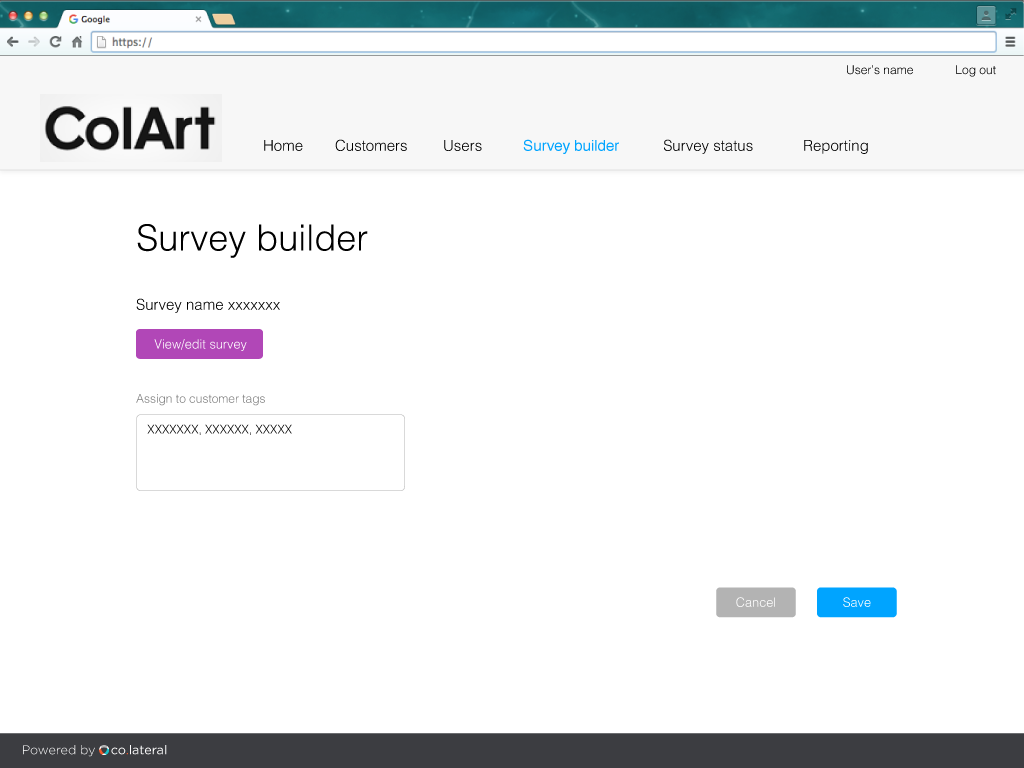 Google
https://
User's name Log out
ColArt
Home Customers Users Survey builder Survey status Reporting
Survey builder
Survey name xxxxxxx
View/edit survey
Assign to customer tags
XXXXXXX, XXXXXX, XXXXX
Cancel Save
Powered by co.lateral